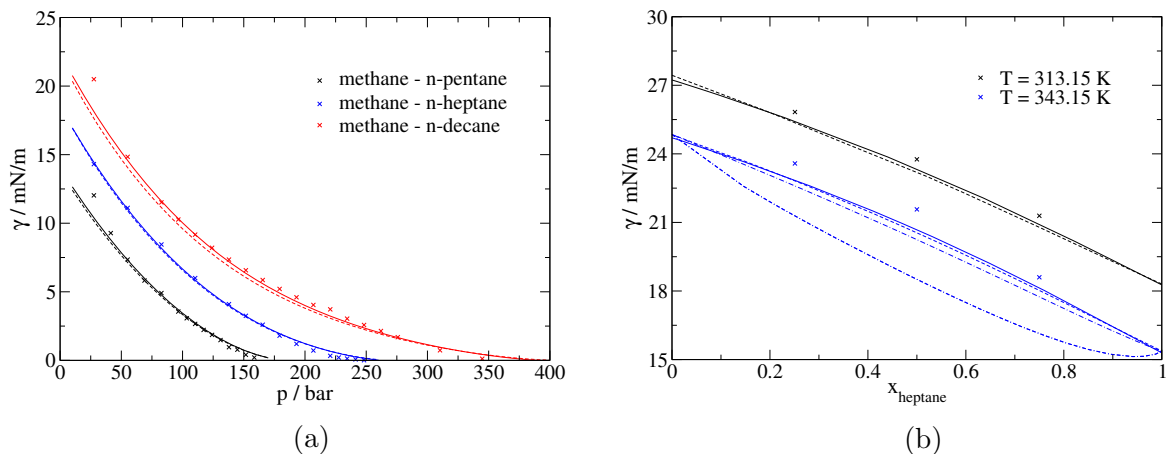 25
20
15
10
5
0
γ / mN/m
× methane - n-pentane
× methane - n-heptane
× methane - n-decane
0 50 100 150 200 250 300 350 400
p / bar
(a)
30
27
24
21
18
15
γ / mN/m
× T = 313.15 K
× T = 343.15 K
0 0.2 0.4 0.6 0.8 1
x_heptane
(b)